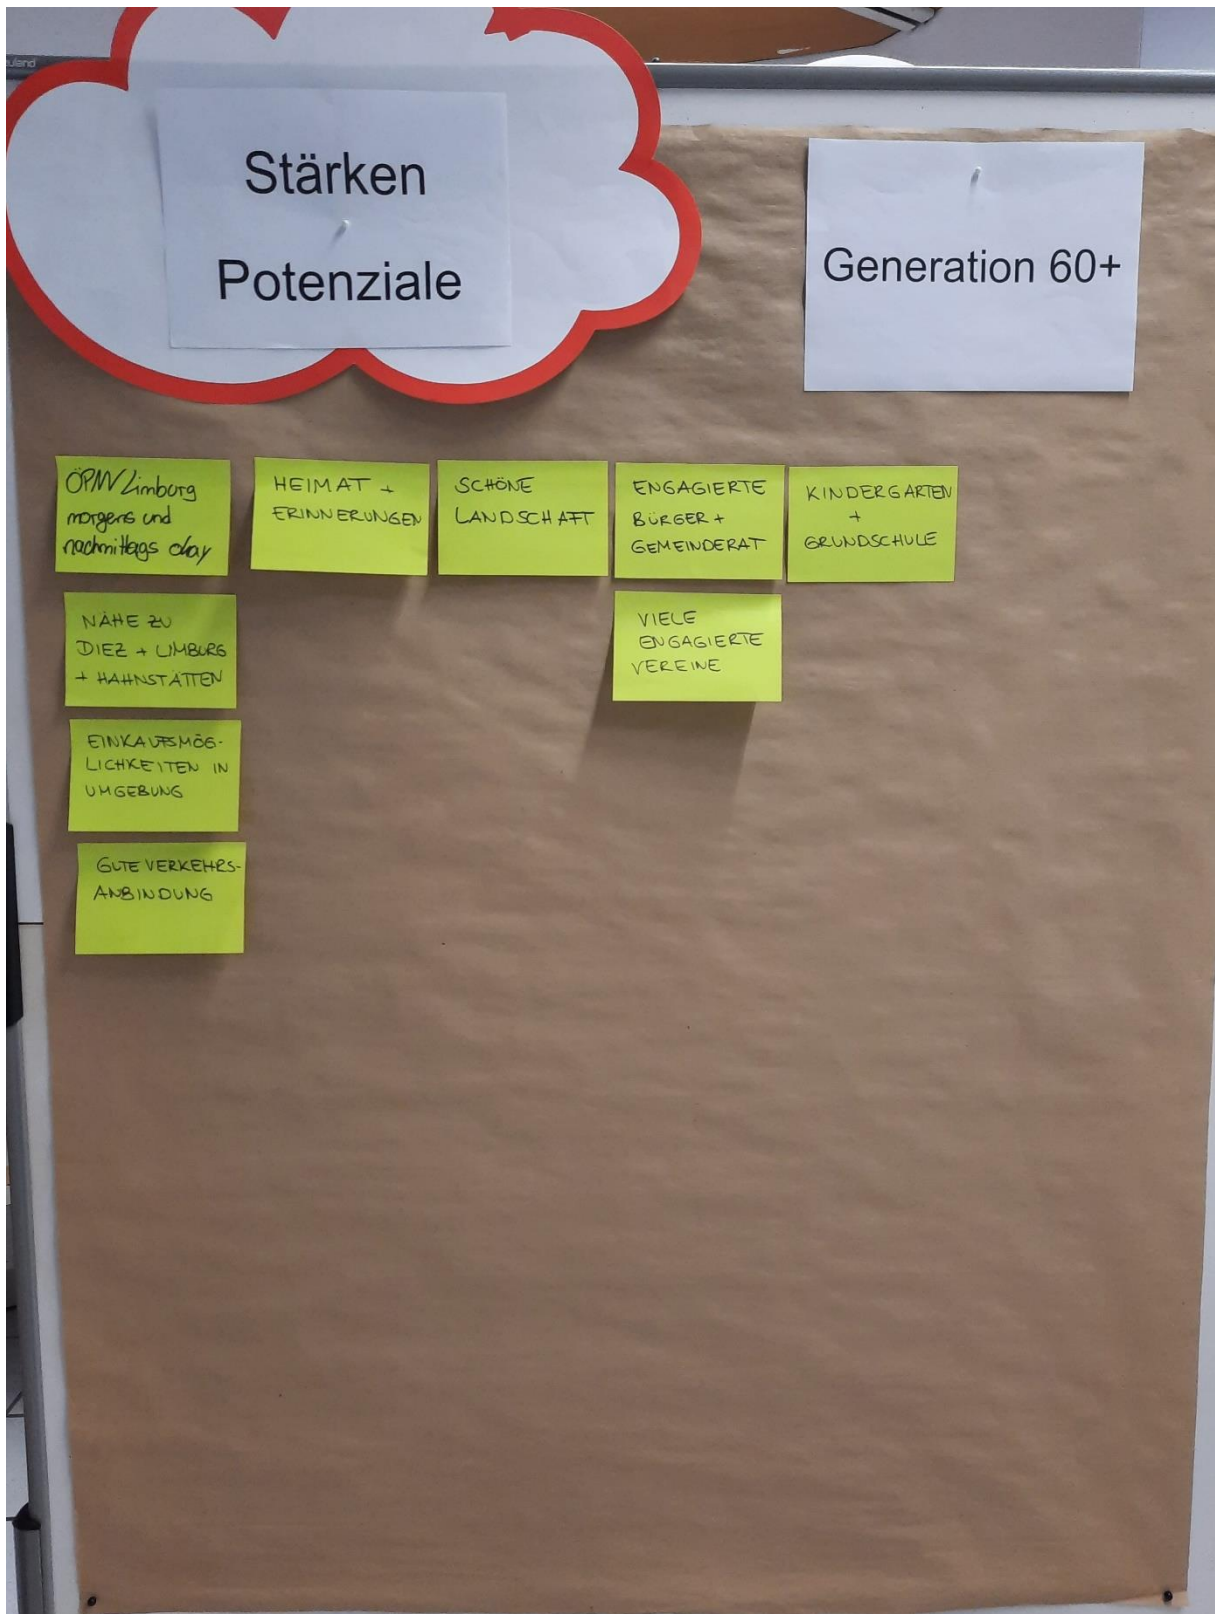 Stärken
Potenziale
Generation 60+
ÖPNV Limburg
morgens und
nachmittags okay
NÄHE ZU
DIEZ + LIMBURG
+ HAHNSTÄTTEN
EINKAUFSMÖG-
LICHKEITEN IN
UMGEBUNG
GUTE VERKEHRS-
ANBINDUNG
HEIMAT +
ERINNERUNGEN
SCHÖNE
LANDSCHAFT
ENGAGIERTE
BÜRGER +
GEMEINDERAT
VIELE
ENGAGIERTE
VEREINE
KINDERGARTEN
+
GRUNDSCHULE